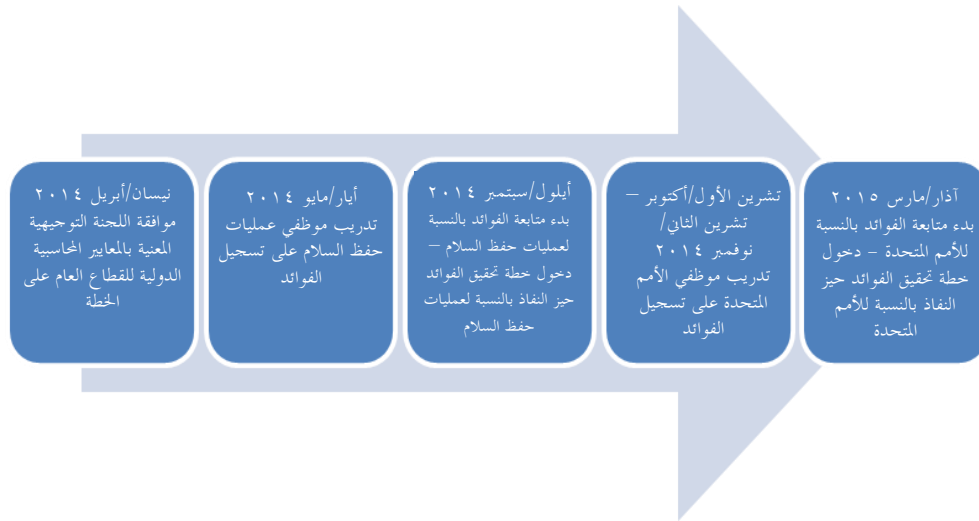 نيسان/أبريل ٢٠١٤
موافقة اللجنة التوجيهية
المعنية بالمعايير المحاسبية
الدولية للقطاع العام على
الخطة
أيار/مايو ٢٠١٤
تدريب موظفي عمليات
حفظ السلام على تسجيل
الفوائد
أيلول/سبتمبر ٢٠١٤
بدء متابعة الفوائد بالنسبة
لعمليات حفظ السلام –
دخول خطة تحقيق الفوائد
حيز النفاذ بالنسبة لعمليات
حفظ السلام
تشرين الأول/أكتوبر –
تشرين الثاني/
نوفمبر ٢٠١٤
تدريب موظفي الأمم
المتحدة على تسجيل
الفوائد
آذار/مارس ٢٠١٥
بدء متابعة الفوائد بالنسبة
للأمم المتحدة – دخول
خطة تحقيق الفوائد حيز
النفاذ بالنسبة للأمم
المتحدة